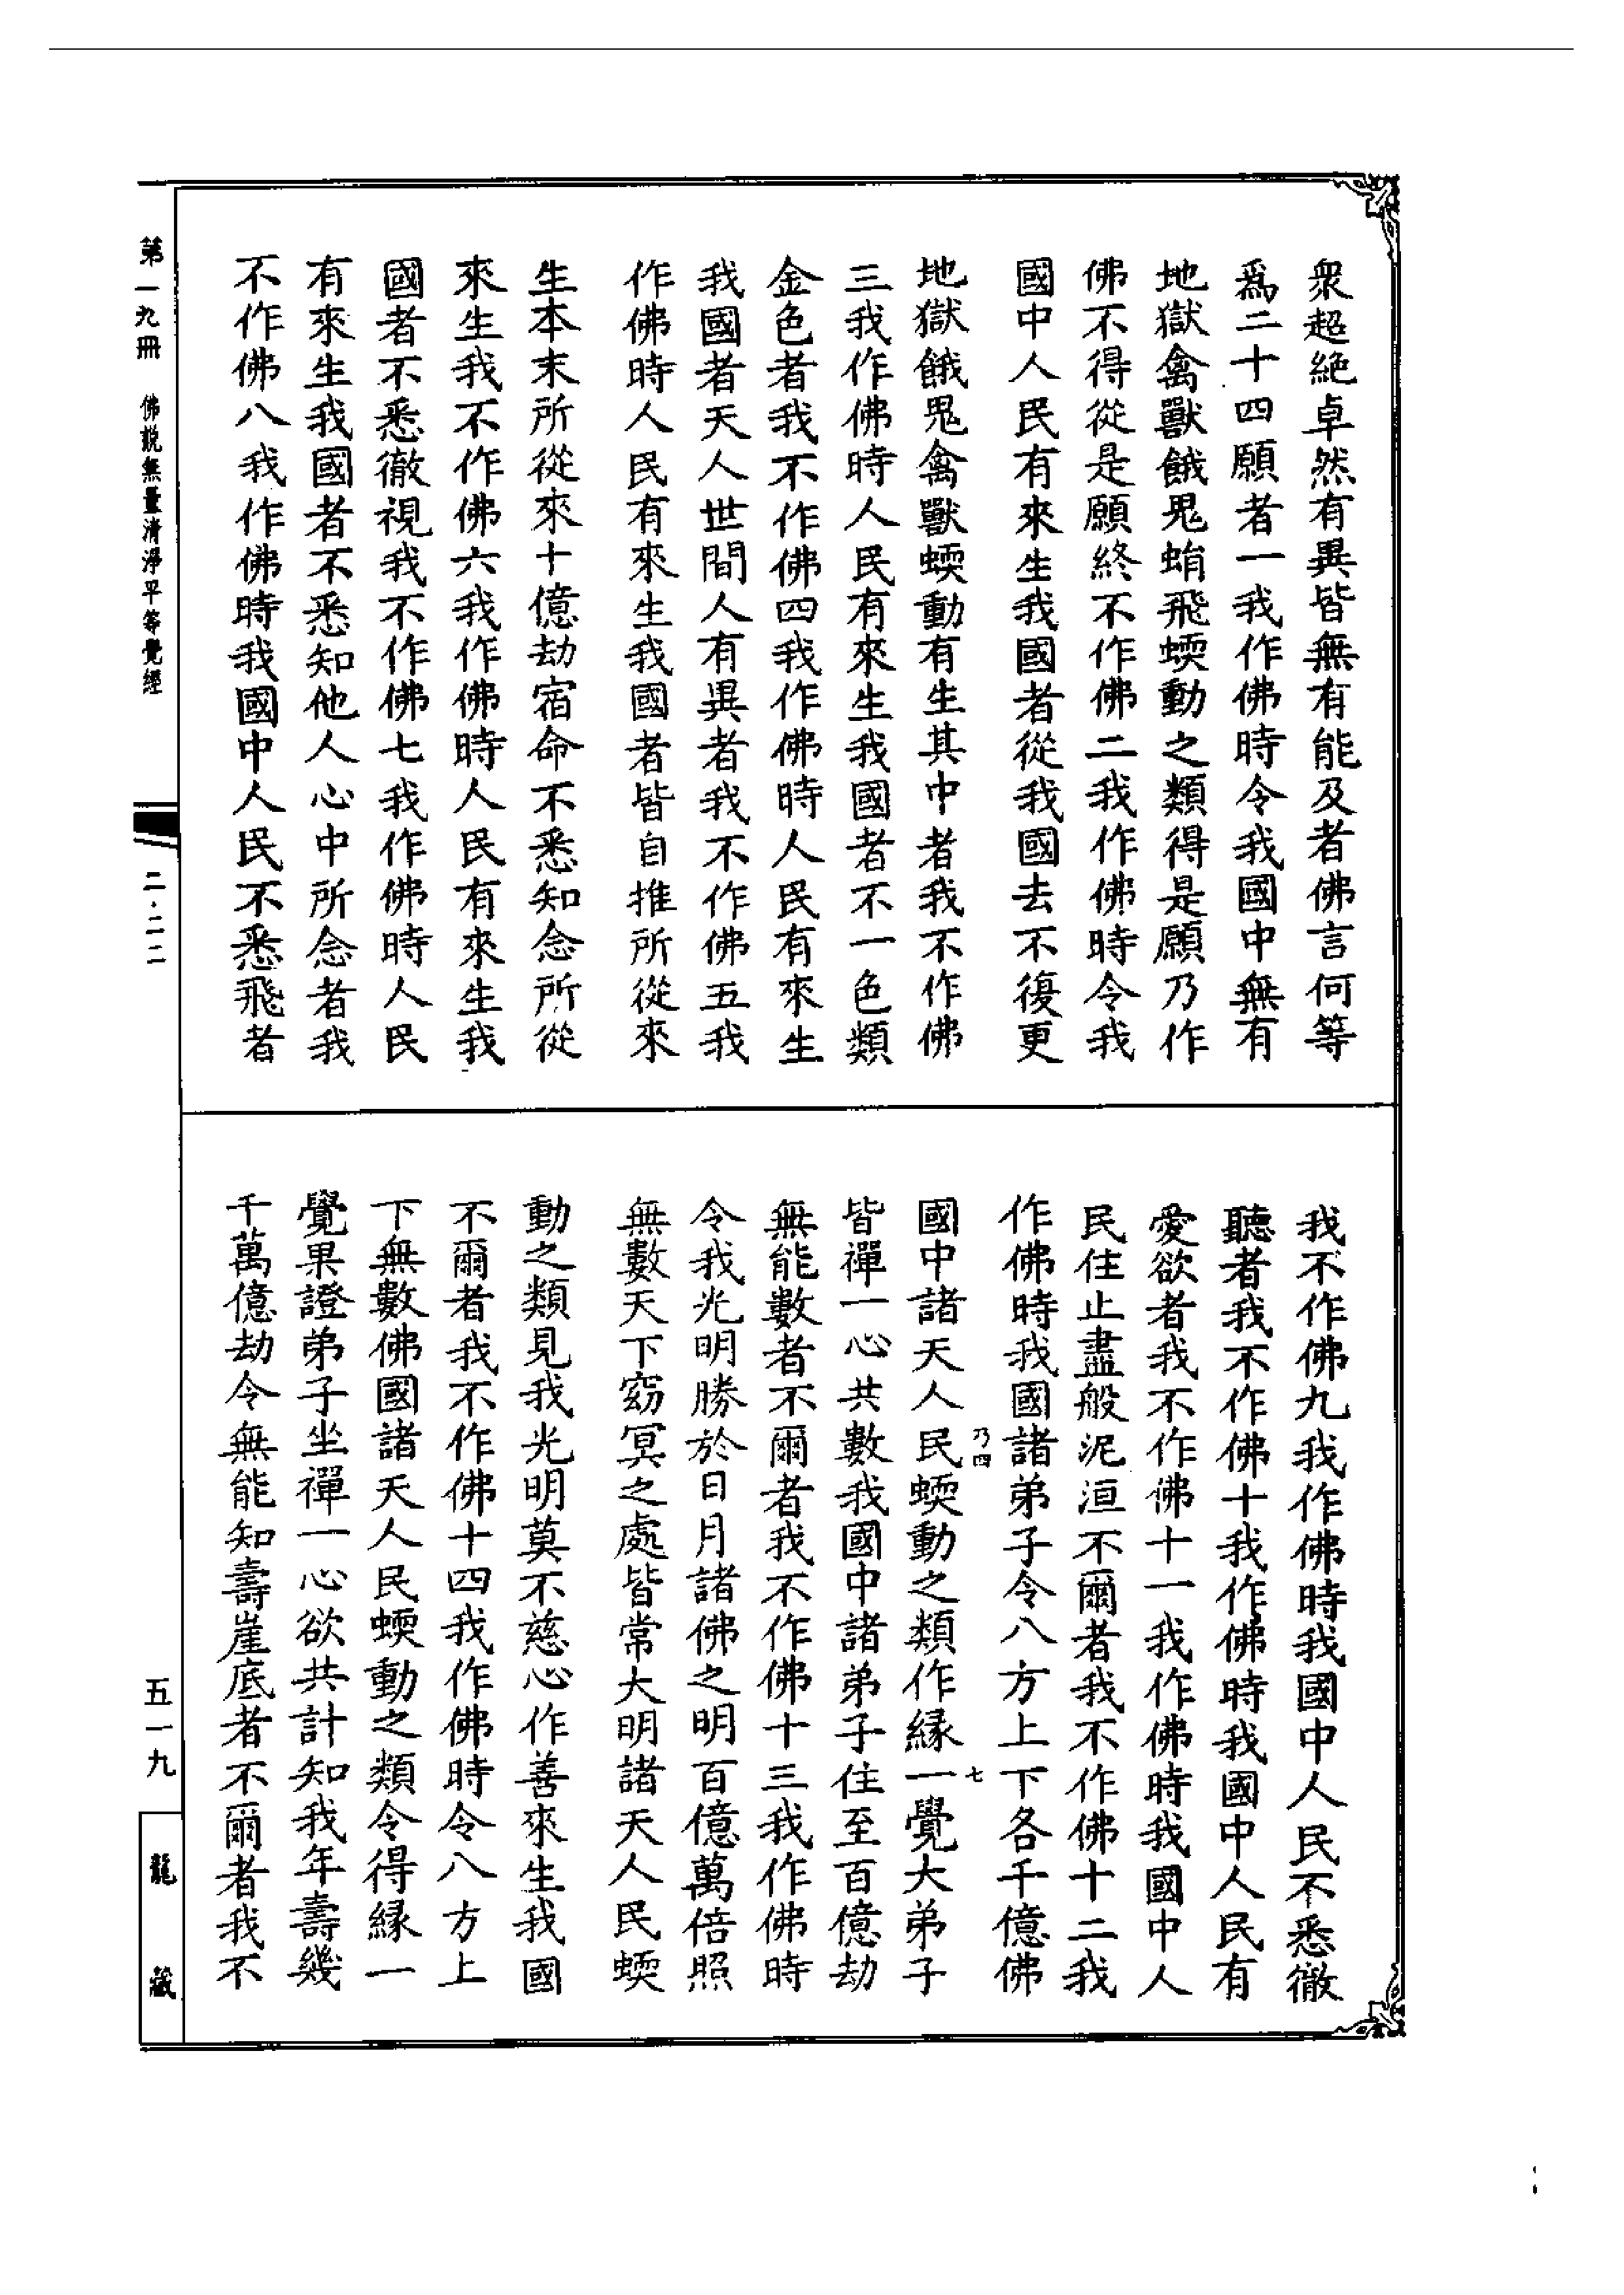 衆超絶卓然有異皆無有能及者佛言何等
爲二十四願者一我作佛時令我國中無有
地獄禽獸餓鬼蜎飛蝡動之類得是願乃作
佛不得從是願終不作佛二我作佛時令我
國中人民有來生我國者從我國去不復更
地獄餓鬼禽獸蝡動有生其中者我不作佛
三我作佛時人民有來生我國者不一色類
金色者我不作佛四我作佛時人民有來生
我國者天人世間人有異者我不作佛五我
作佛時人民有來生我國者皆自推所從來
生本末所從來十億劫宿命不悉知念所從
來生我不作佛六我作佛時人民有來生我
國者不悉徹視我不作佛七我作佛時人民
有來生我國者不悉知他人心中所念者我
不作佛八我作佛時我國中人民不悉飛者
我不作佛九我作佛時我國中人民不悉徹
聽者我不作佛十我作佛時我國中人民有
愛欲者我不作佛十一我作佛時我國中人
民住止盡般泥洹不爾者我不作佛十二我
作佛時我國諸弟子令八方上下各千億佛
國中諸天人民蝡動之類作緣一覺大弟子
乃四 七
皆禪一心共數我國中諸弟子住至百億劫
無能數者不爾者我不作佛十三我作佛時
令我光明勝於日月諸佛之明百億萬倍照
無數天下窈冥之處皆常大明諸天人民蝡
動之類見我光明莫不慈心作善來生我國
不爾者我不作佛十四我作佛時令八方上
下無數佛國諸天人民蝡動之類令得緣一
覺果證弟子坐禪一心欲共計知我年壽幾
千萬億劫令無能知壽崖底者不爾者我不
第一九冊 佛說無量清淨平等覺經 二·二二 五一九 龍藏